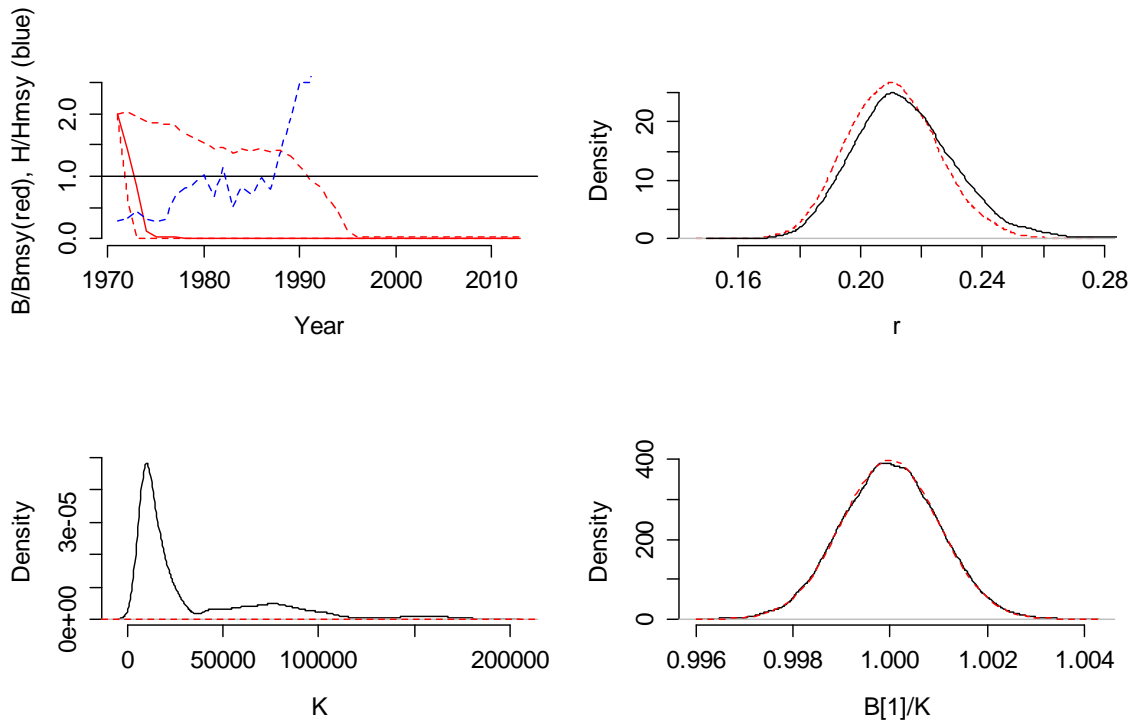 B/Bmsy(red), H/Hmsy (blue)
0.0 1.0 2.0
1970 1980 1990 2000 2010
Year
Density
0 10 20
0.16 0.20 0.24 0.28
r
Density
0e+00 3e-05
0 50000 100000 200000
K
Density
0 200 400
0.996 0.998 1.000 1.002 1.004
B[1]/K